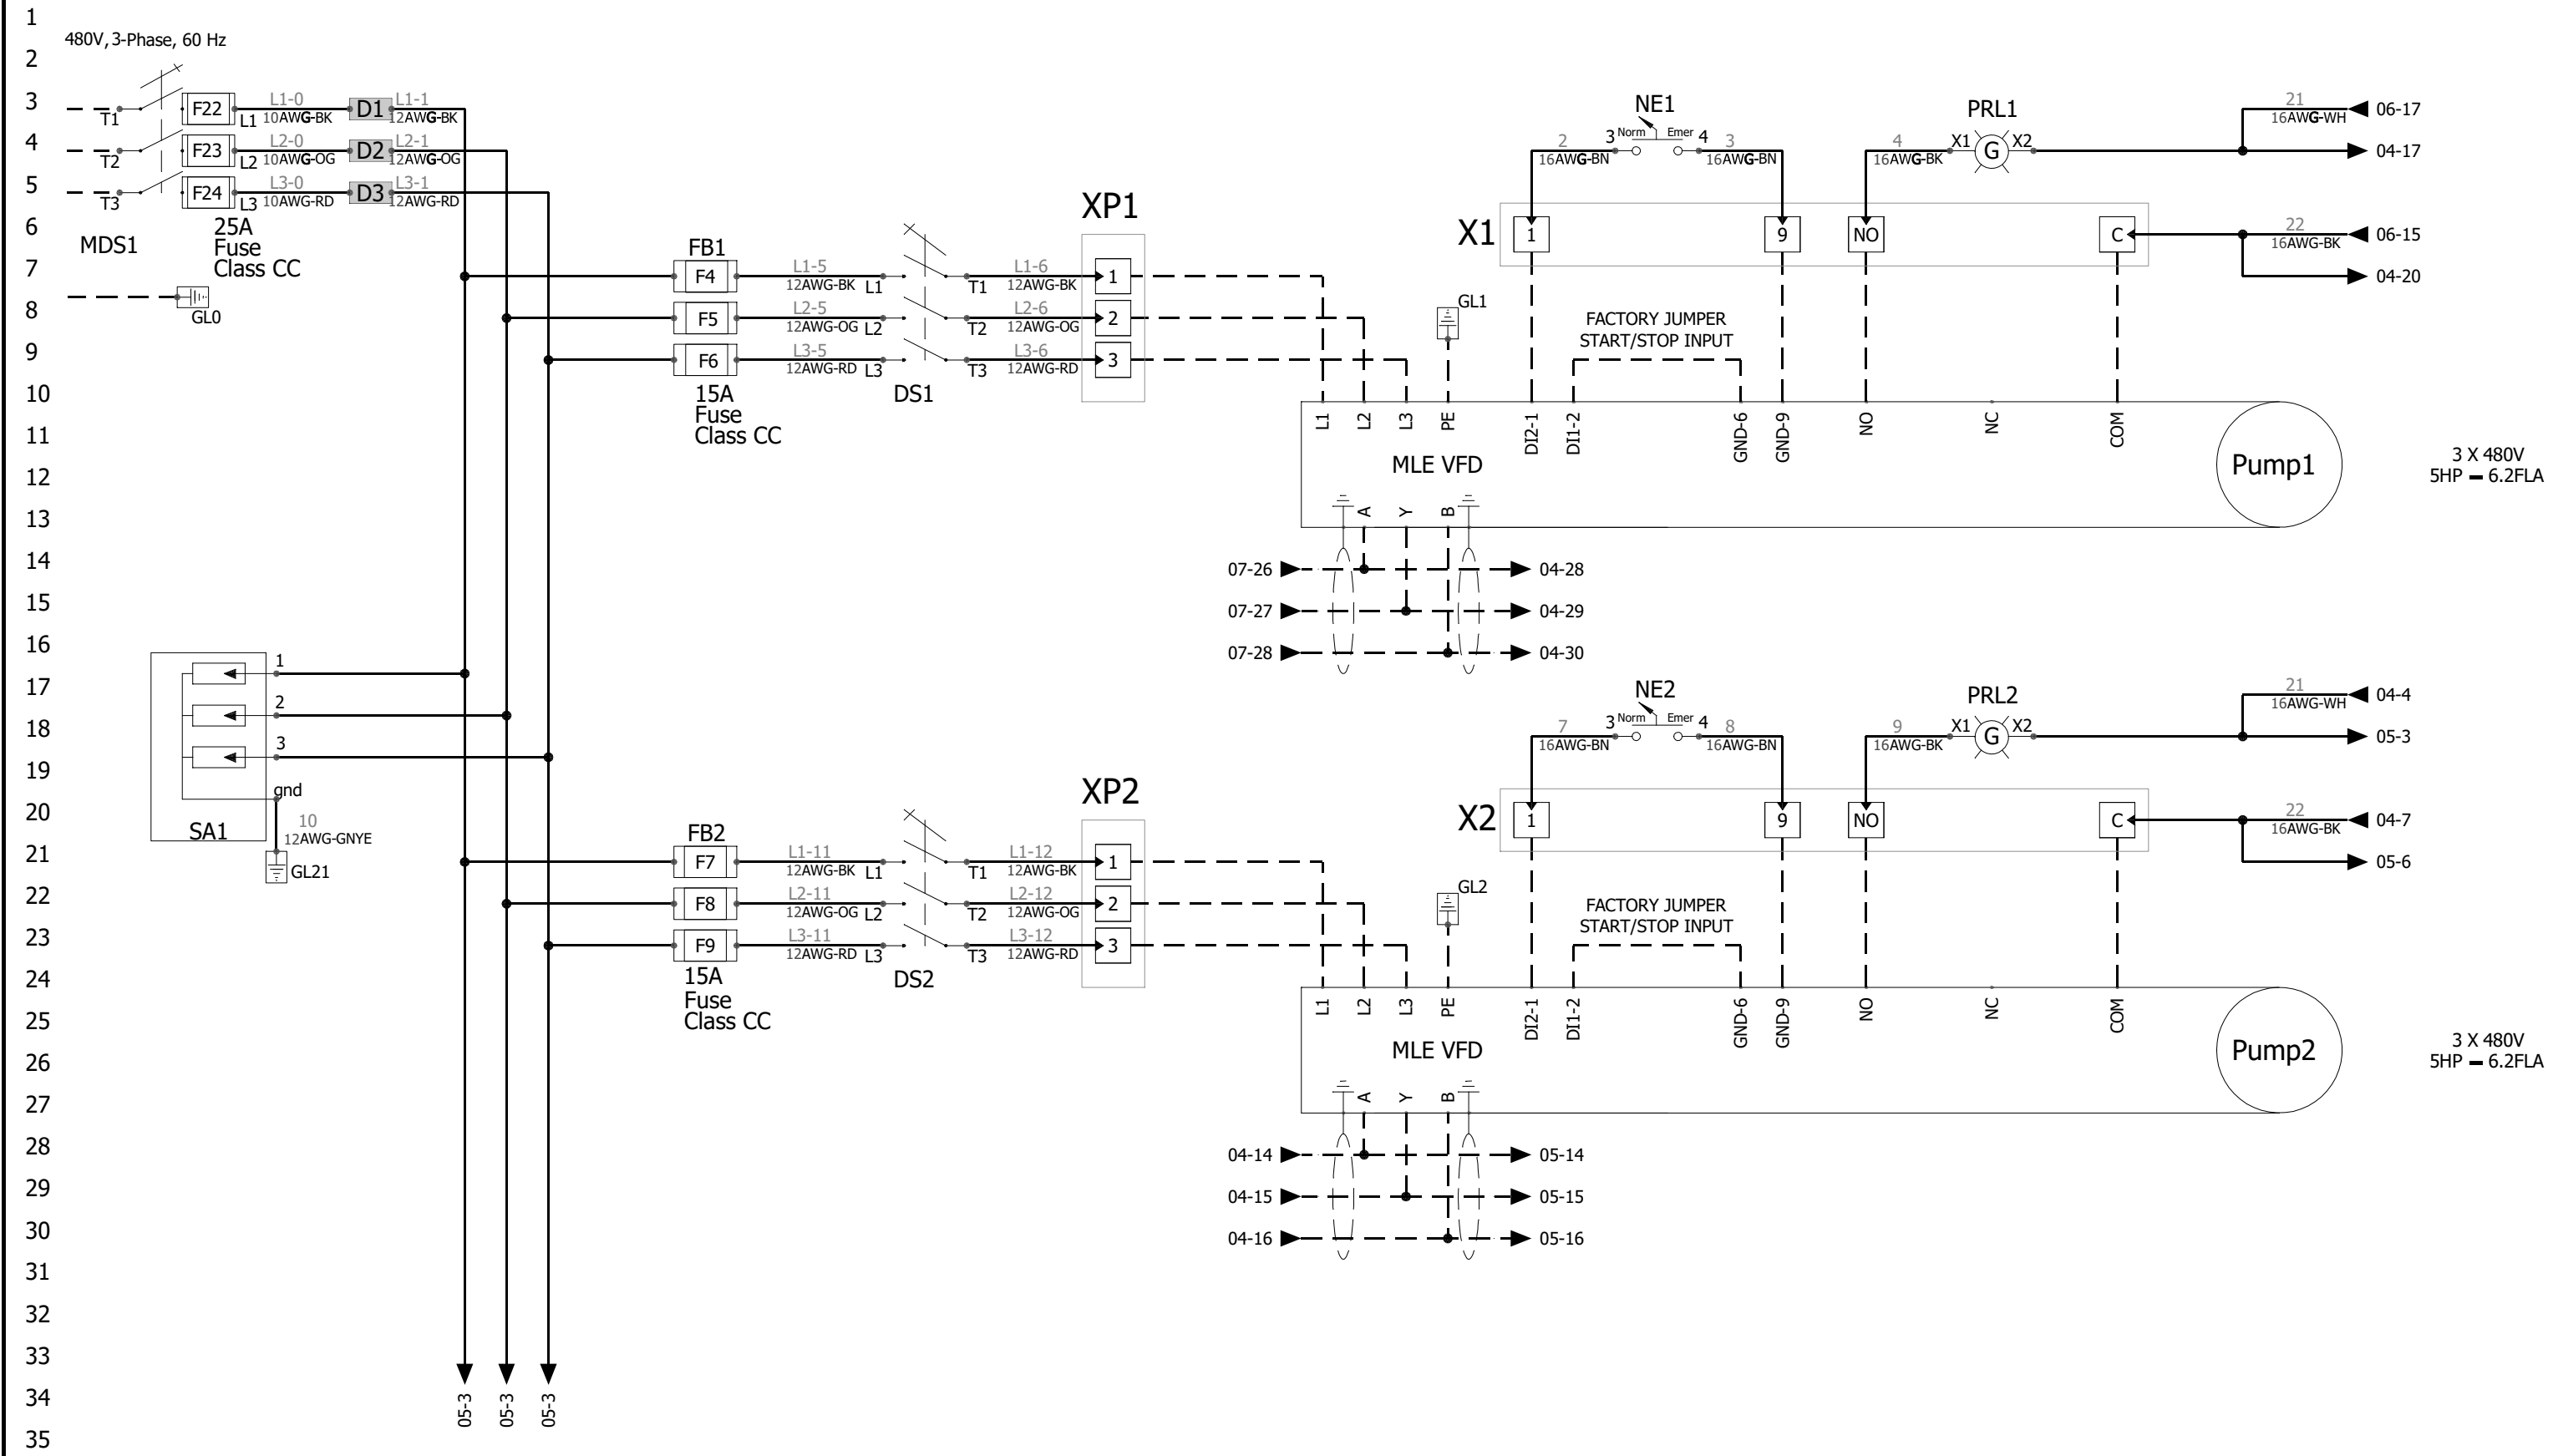 1
480V, 3-Phase, 60 Hz
2
3
T1
F22
L1
L1-0
10AWG-BK
D1
L1-1
12AWG-BK
4
T2
F23
L2
L2-0
10AWG-OG
D2
L2-1
12AWG-OG
5
T3
F24
L3
L3-0
10AWG-RD
D3
L3-1
12AWG-RD
6
MDS1
25A
Fuse
Class CC
7
8
GL0
9
10
11
12
13
14
15
16
17
18
19
20
21
22
23
24
25
26
27
28
29
30
31
32
33
34
35
FB1
F4
L1-5
12AWG-BK
L1
T1
L1-6
12AWG-BK
F5
L2-5
12AWG-OG
L2
T2
L2-6
12AWG-OG
F6
L3-5
12AWG-RD
L3
T3
L3-6
12AWG-RD
15A
Fuse
Class CC
DS1
XP1
1
2
3
NE1
2
16AWG-BN
3
Norm
Emer
4
3
16AWG-BN
PRL1
4
16AWG-BK
X1
G
X2
21
16AWG-WH
06-17
04-17
X1
1
9
NO
C
22
16AWG-BK
06-15
04-20
GL1
FACTORY JUMPER
START/STOP INPUT
L1
L2
L3
PE
DI2-1
DI1-2
GND-6
GND-9
NO
NC
COM
MLE VFD
Pump1
3 X 480V
5HP - 6.2FLA
A
Y
B
07-26
04-28
07-27
04-29
07-28
04-30
1
2
3
gnd
SA1
10
12AWG-GNYE
GL21
FB2
F7
L1-11
12AWG-BK
L1
T1
L1-12
12AWG-BK
F8
L2-11
12AWG-OG
L2
T2
L2-12
12AWG-OG
F9
L3-11
12AWG-RD
L3
T3
L3-12
12AWG-RD
15A
Fuse
Class CC
DS2
XP2
1
2
3
NE2
7
16AWG-BN
3
Norm
Emer
4
8
16AWG-BN
PRL2
9
16AWG-BK
X1
G
X2
21
16AWG-WH
04-4
05-3
X2
1
9
NO
C
22
16AWG-BK
04-7
05-6
GL2
FACTORY JUMPER
START/STOP INPUT
L1
L2
L3
PE
DI2-1
DI1-2
GND-6
GND-9
NO
NC
COM
MLE VFD
Pump2
3 X 480V
5HP - 6.2FLA
A
Y
B
04-14
05-14
04-15
05-15
04-16
05-16
05-3
05-3
05-3